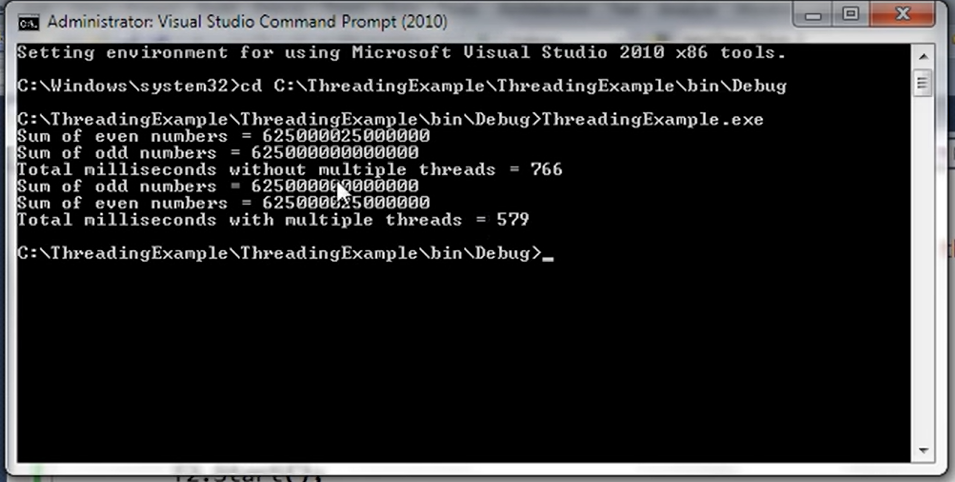 Administrator: Visual Studio Command Prompt (2010)
Setting environment for using Microsoft Visual Studio 2010 x86 tools.
C:\Windows\system32>cd C:\ThreadingExample\ThreadingExample\bin\Debug
C:\ThreadingExample\ThreadingExample\bin\Debug>ThreadingExample.exe
Sum of even numbers = 625000025000000
Sum of odd numbers = 625000000000000
Total milliseconds without multiple threads = 766
Sum of odd numbers = 625000000000000
Sum of even numbers = 625000025000000
Total milliseconds with multiple threads = 579
C:\ThreadingExample\ThreadingExample\bin\Debug>_
T2.Start();